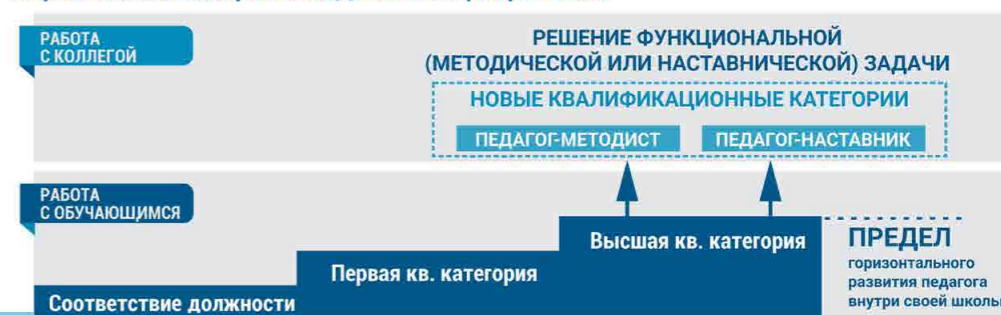 РАБОТА
С КОЛЛЕГОЙ
РЕШЕНИЕ ФУНКЦИОНАЛЬНОЙ
(МЕТОДИЧЕСКОЙ ИЛИ НАСТАВНИЧЕСКОЙ) ЗАДАЧИ
НОВЫЕ КВАЛИФИКАЦИОННЫЕ КАТЕГОРИИ
ПЕДАГОГ-МЕТОДИСТ
ПЕДАГОГ-НАСТАВНИК
РАБОТА
С ОБУЧАЮЩИМСЯ
Высшая кв. категория
Первая кв. категория
Соответствие должности
ПРЕДЕЛ
горизонтального
развития педагога
внутри своей школы